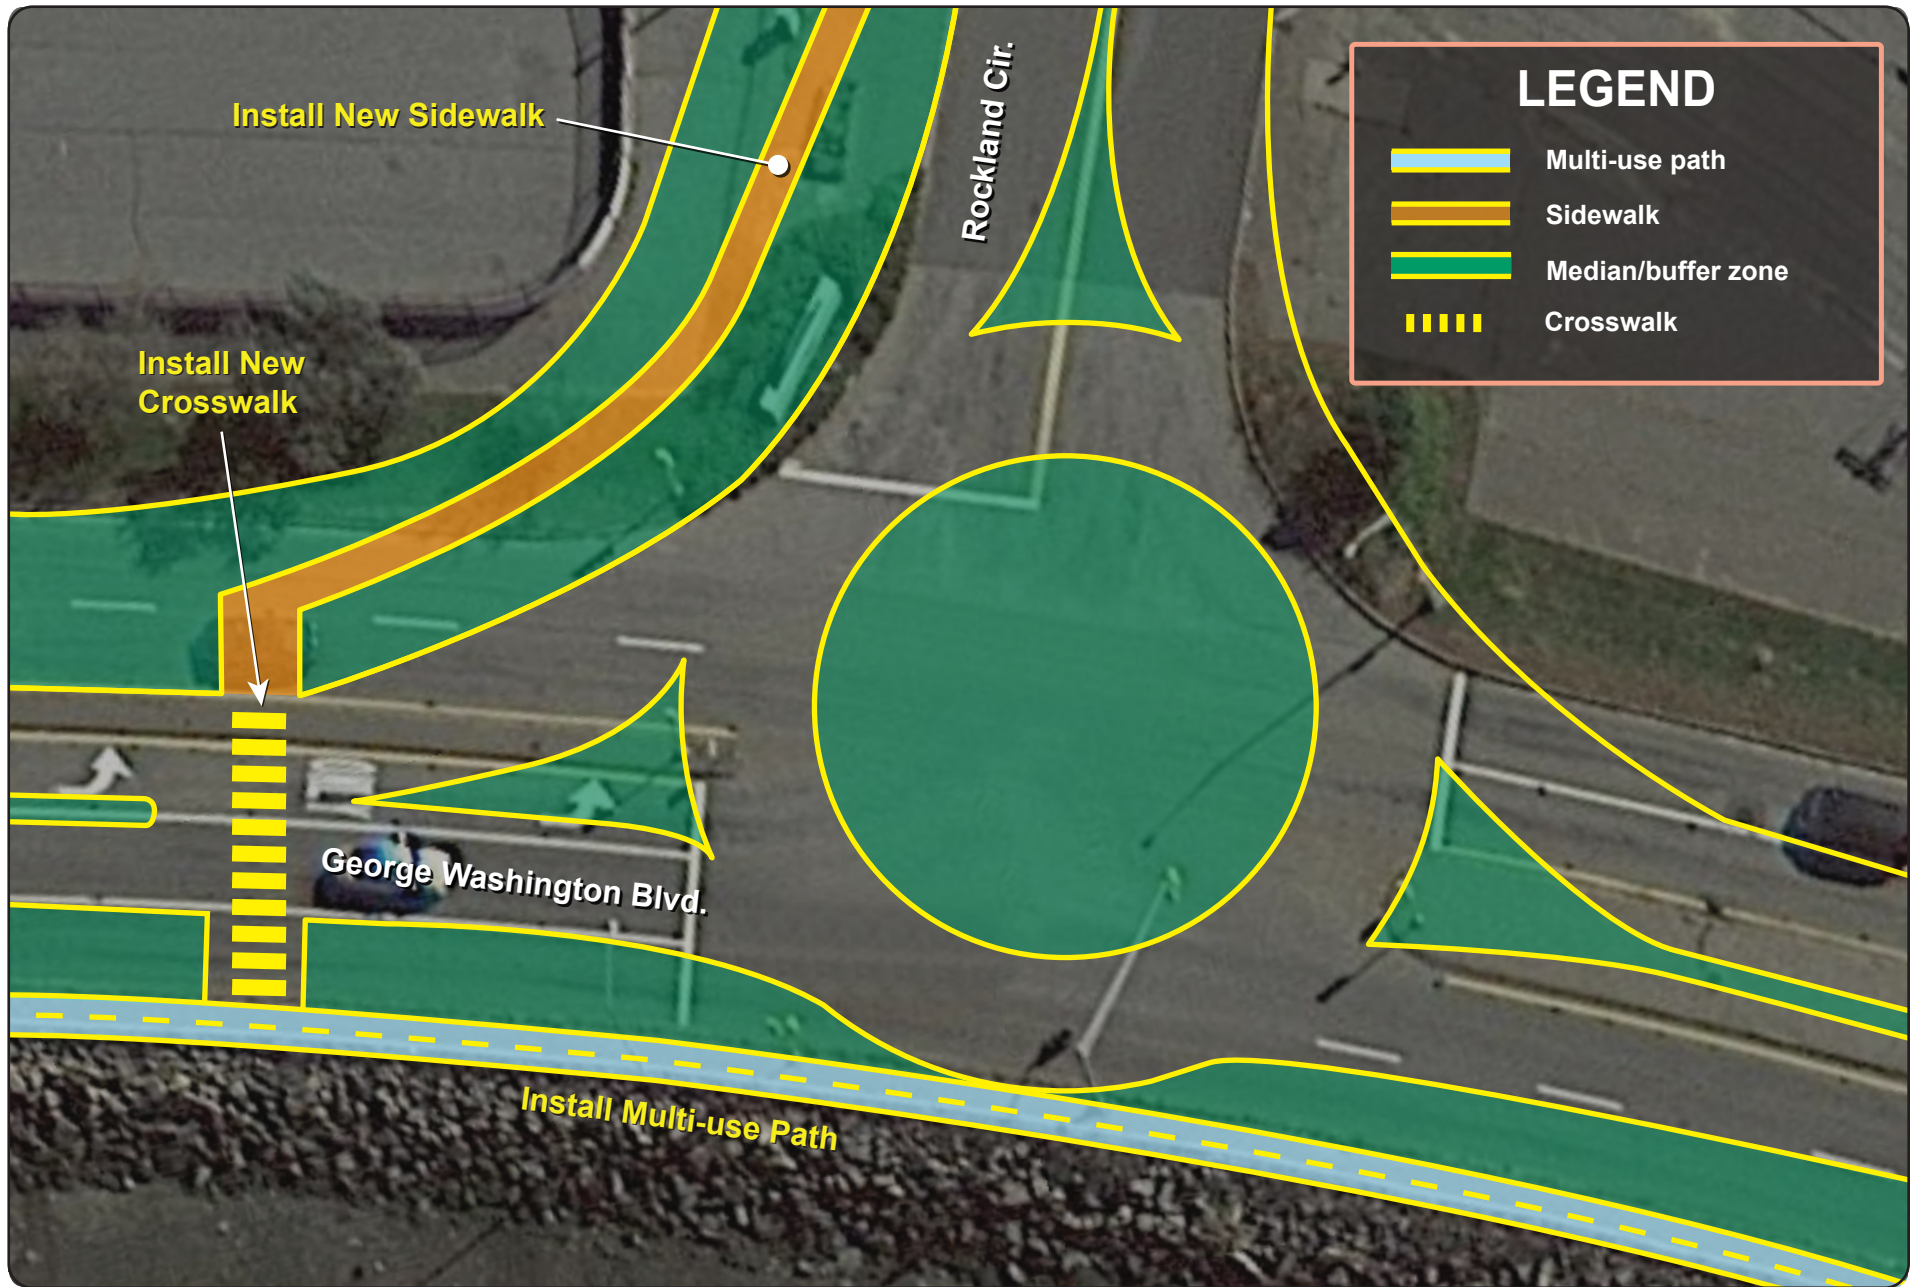 Install New Sidewalk
Rockland Cir.
LEGEND
Multi-use path
Sidewalk
Median/buffer zone
Crosswalk
Install New
Crosswalk
George Washington Blvd.
Install Multi-use Path